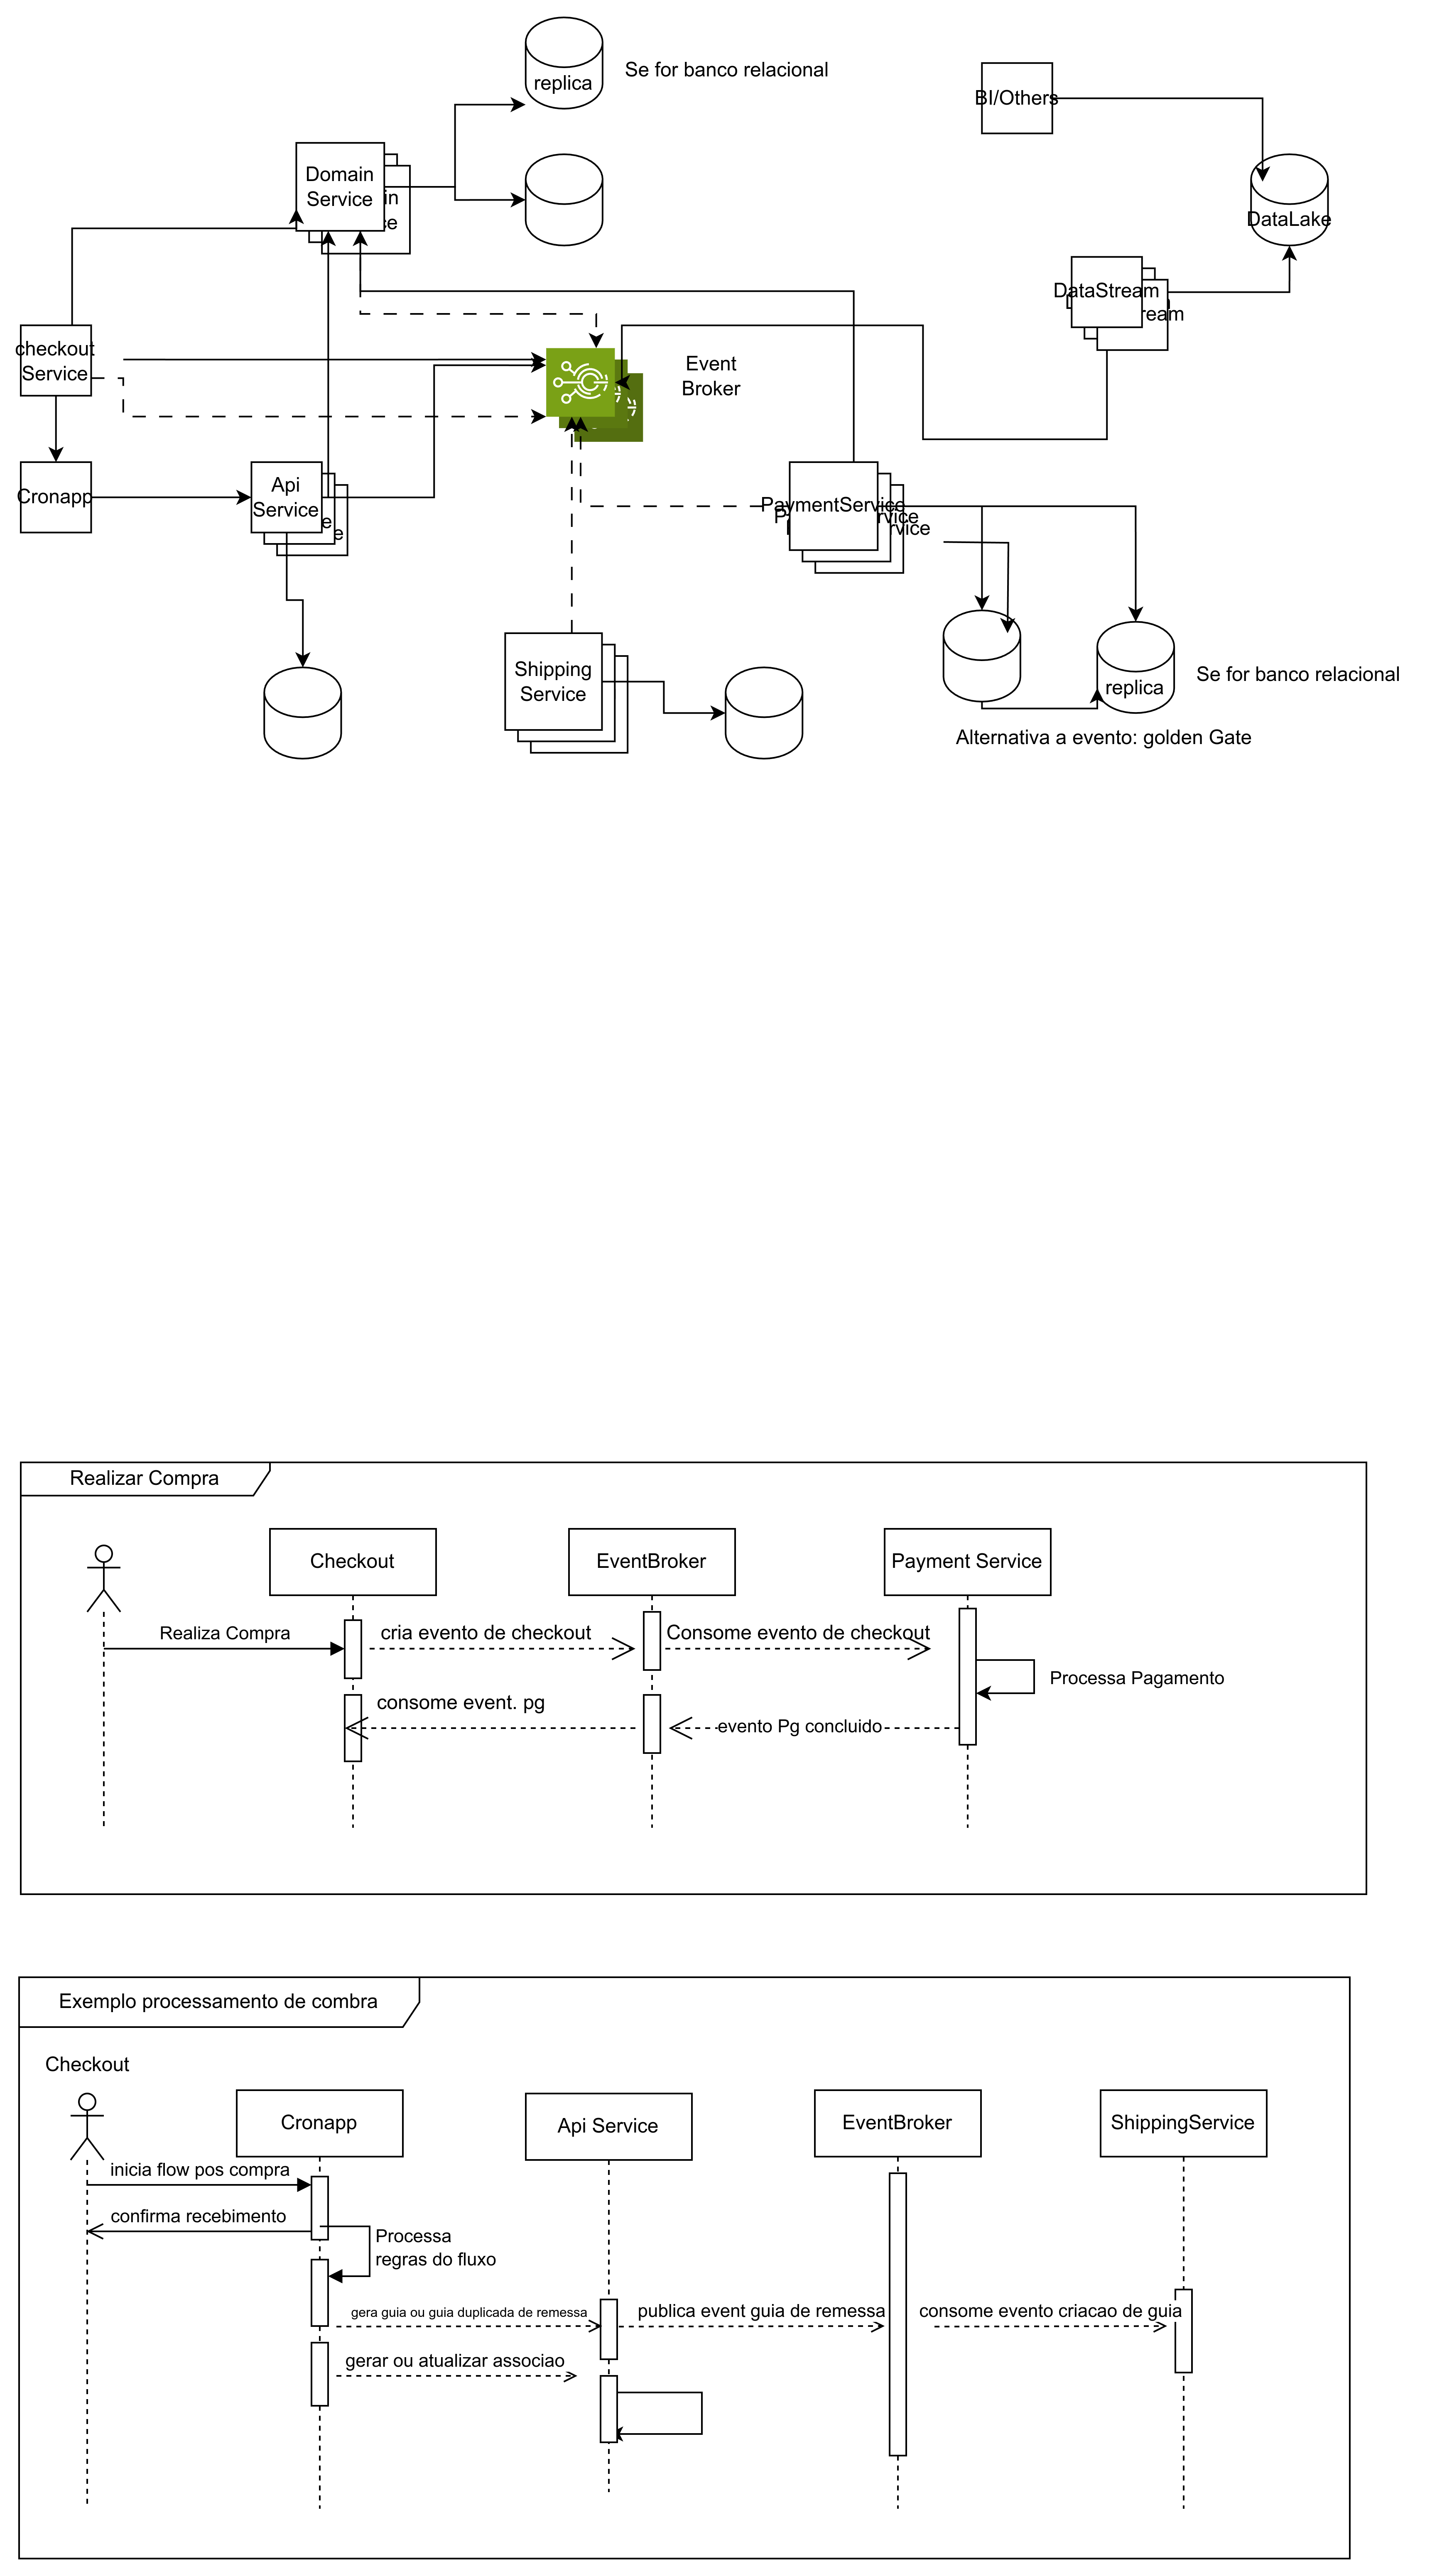 replica
Se for banco relacional
BI/Others
Domain
Service
in
ce
DataLake
DataStream
ream
checkout
Service
Event
Broker
Cronapp
Api
Service
e
e
PaymentService
P
rvice
rvice
Shipping
Service
replica
Se for banco relacional
Alternativa a evento: golden Gate
Realizar Compra
Checkout
EventBroker
Payment Service
Realiza Compra
cria evento de checkout
Consome evento de checkout
Processa Pagamento
consome event. pg
evento Pg concluido
Exemplo processamento de combra
Checkout
Cronapp
Api Service
EventBroker
ShippingService
inicia flow pos compra
confirma recebimento
Processa
regras do fluxo
gera guia ou guia duplicada de remessa
publica event guia de remessa
consome evento criacao de guia
gerar ou atualizar associao